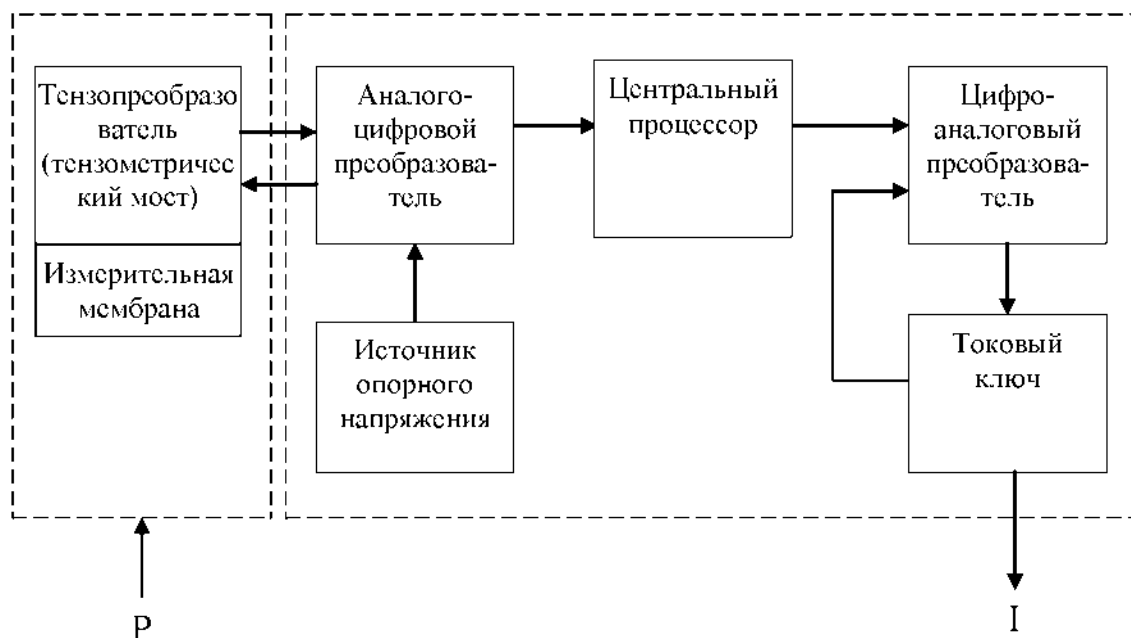 Тензопреобразо
ватель
(тензометричес
кий мост)
Измерительная
мембрана
Аналого-
цифровой
преобразова-
тель
Источник
опорного
напряжения
Центральный
процессор
Цифро-
аналоговый
преобразова-
тель
Токовый
ключ
P
I